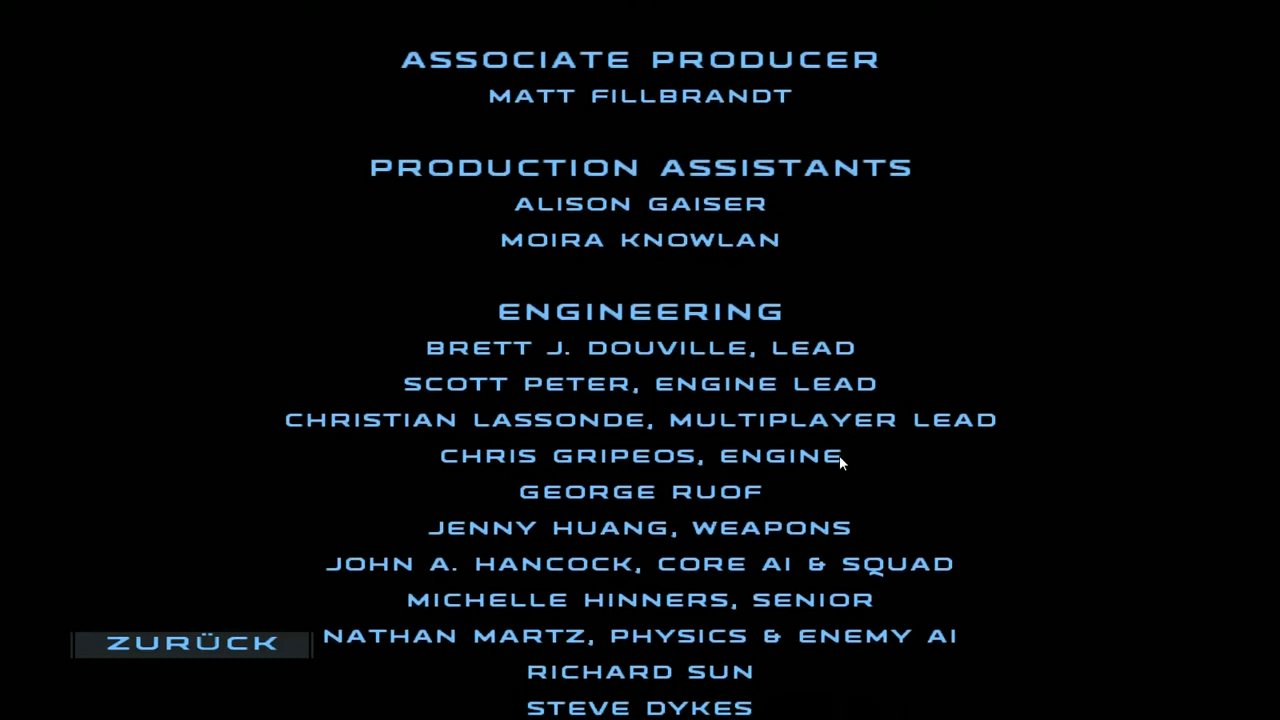 ASSOCIATE PRODUCER
MATT FILLBRANDT
PRODUCTION ASSISTANTS
ALISON GAISER
MOIRA KNOWLAN
ENGINEERING
BRETT J. DOUVILLE, LEAD
SCOTT PETER, ENGINE LEAD
CHRISTIAN LASSONDE, MULTIPLAYER LEAD
CHRIS GRIPEOS, ENGINE
GEORGE RUOF
JENNY HUANG, WEAPONS
JOHN A. HANCOCK, CORE AI & SQUAD
MICHELLE HINNERS, SENIOR
NATHAN MARTZ, PHYSICS & ENEMY AI
ZURÜCK
RICHARD SUN
STEVE DYKES